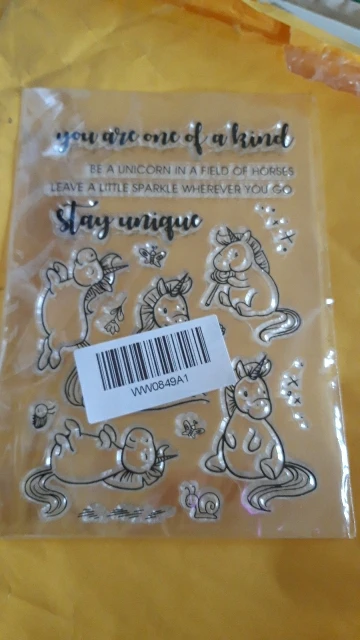 you are one of a kind
BE A UNICORN IN A FIELD OF HORSES
LEAVE A LITTLE SPARKLE WHEREVER YOU GO
stay unique
WW0849A1